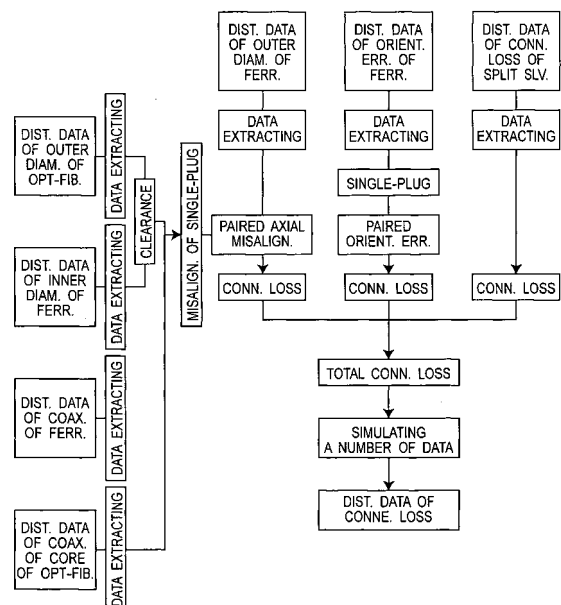 DIST. DATA
OF OUTER
DIAM. OF
FERR.
DIST. DATA
OF ORIENT.
ERR. OF
FERR.
DIST. DATA
OF CONN.
LOSS OF
SPLIT SLV.
DATA
EXTRACTING
DATA
EXTRACTING
DATA
EXTRACTING
DIST. DATA
OF OUTER
DIAM. OF
OPT-FIB.
DATA EXTRACTING
CLEARANCE
MISALIGN. OF SINGLE-PLUG
SINGLE-PLUG
PAIRED AXIAL
MISALIGN.
PAIRED
ORIENT. ERR.
DIST. DATA
OF INNER
DIAM. OF
FERR.
DATA EXTRACTING
CONN. LOSS
CONN. LOSS
CONN. LOSS
TOTAL CONN. LOSS
DIST. DATA
OF COAX.
OF FERR.
DATA EXTRACTING
SIMULATING
A NUMBER OF DATA
DIST. DATA OF
CONNE. LOSS
DIST. DATA
OF COAX.
OF CORE
OF OPT-FIB.
DATA EXTRACTING